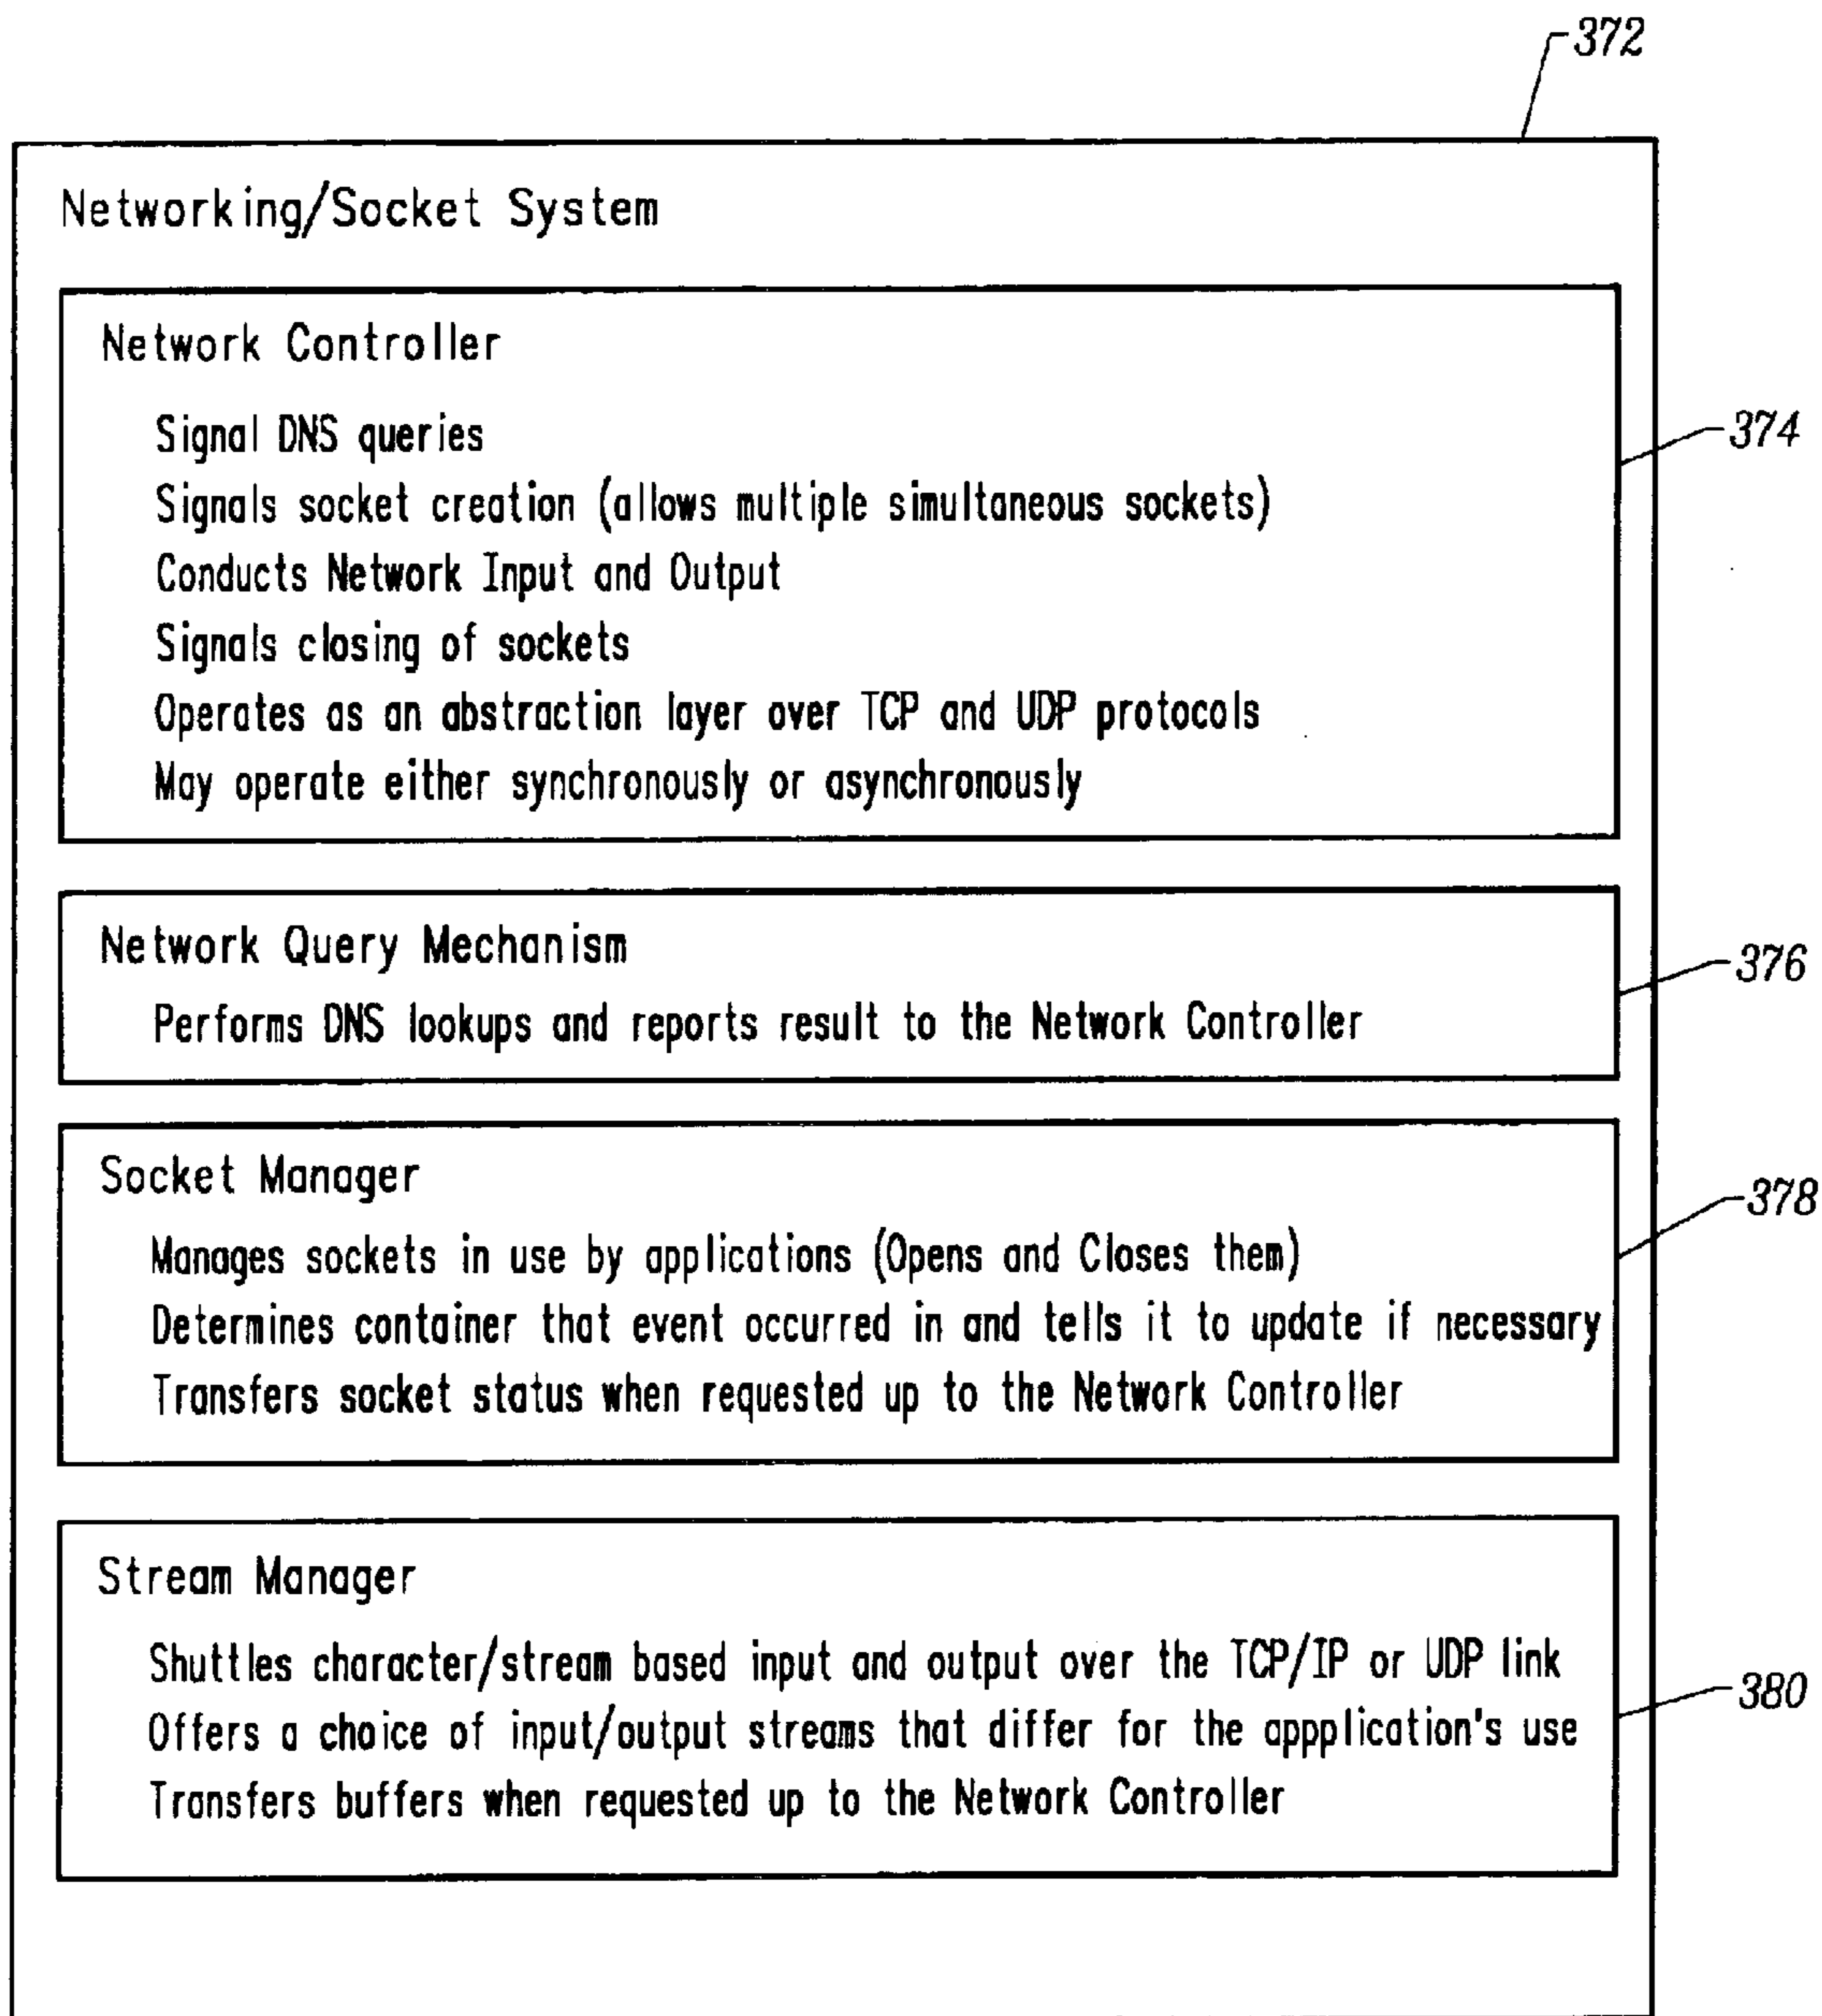 372
Networking/Socket System
Network Controller
Signal DNS queries
Signals socket creation (allows multiple simultaneous sockets)
374
Conducts Network Input and Output
Signals closing of sockets
Operates as an abstraction layer over TCP and UDP protocols
May operate either synchronously or asynchronously
Network Query Mechanism
376
Performs DNS lookups and reports result to the Network Controller
Socket Manager
378
Manages sockets in use by applications (Opens and Closes them)
Determines container that event occurred in and tells it to update if necessary
Transfers socket status when requested up to the Network Controller
Stream Manager
Shuttles character/stream based input and output over the TCP/IP or UDP link
380
Offers a choice of input/output streams that differ for the appplication's use
Transfers buffers when requested up to the Network Controller